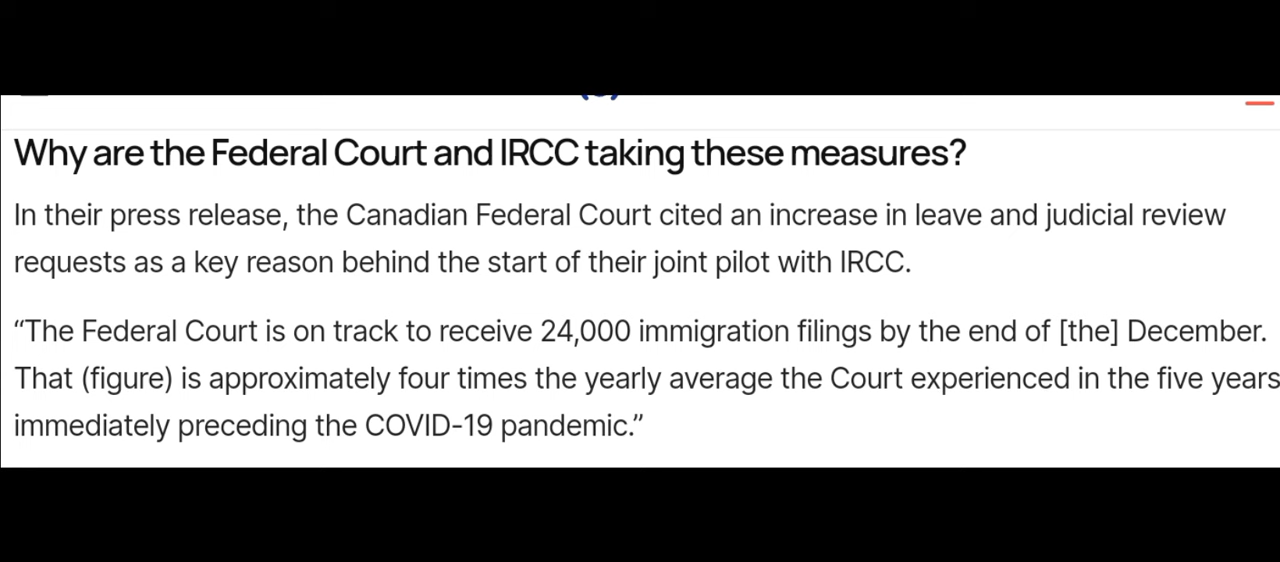 Why are the Federal Court and IRCC taking these measures?
In their press release, the Canadian Federal Court cited an increase in leave and judicial review
requests as a key reason behind the start of their joint pilot with IRCC.
“The Federal Court is on track to receive 24,000 immigration filings by the end of [the] December.
That (figure) is approximately four times the yearly average the Court experienced in the five years
immediately preceding the COVID-19 pandemic.”